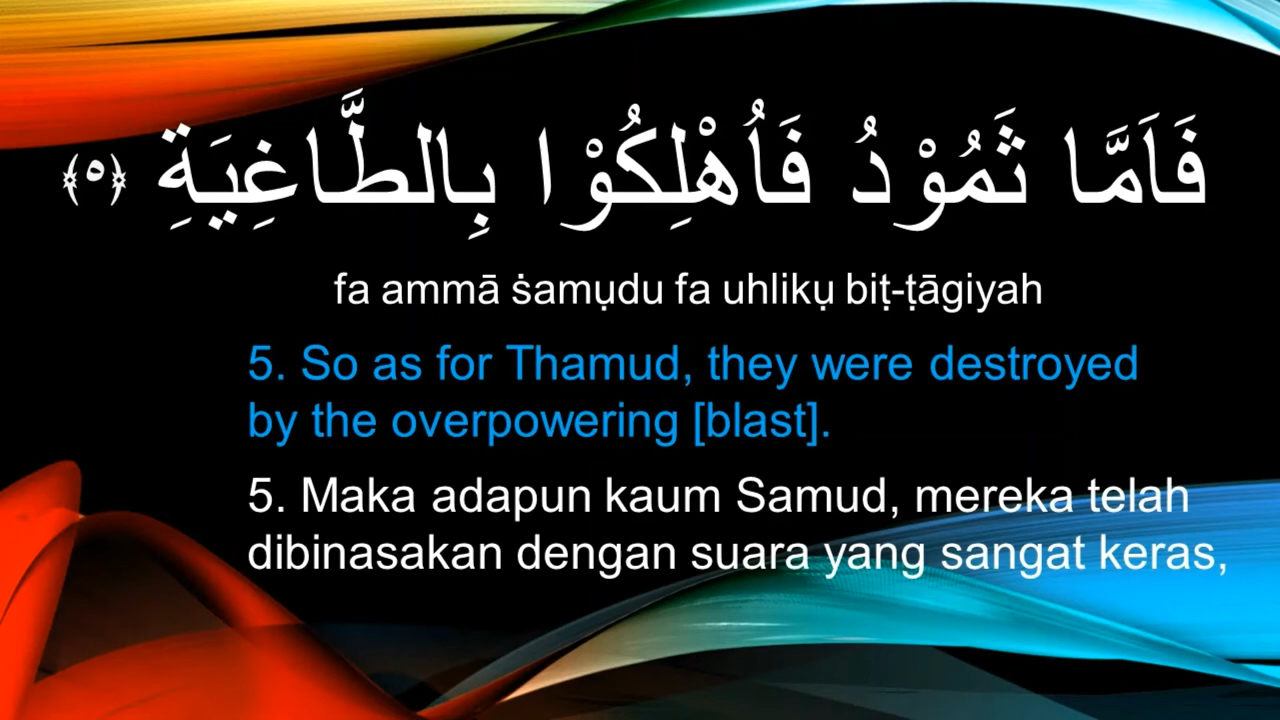 فَاَمَّا ثَمُوْدُ فَاُهْلِكُوْا بِالطَّاغِيَةِ ﴿٥﴾
fa ammā ṡamụdu fa uhlikụ biṭ-ṭāgiyah
5. So as for Thamud, they were destroyed
by the overpowering [blast].
5. Maka adapun kaum Samud, mereka telah
dibinasakan dengan suara yang sangat keras,